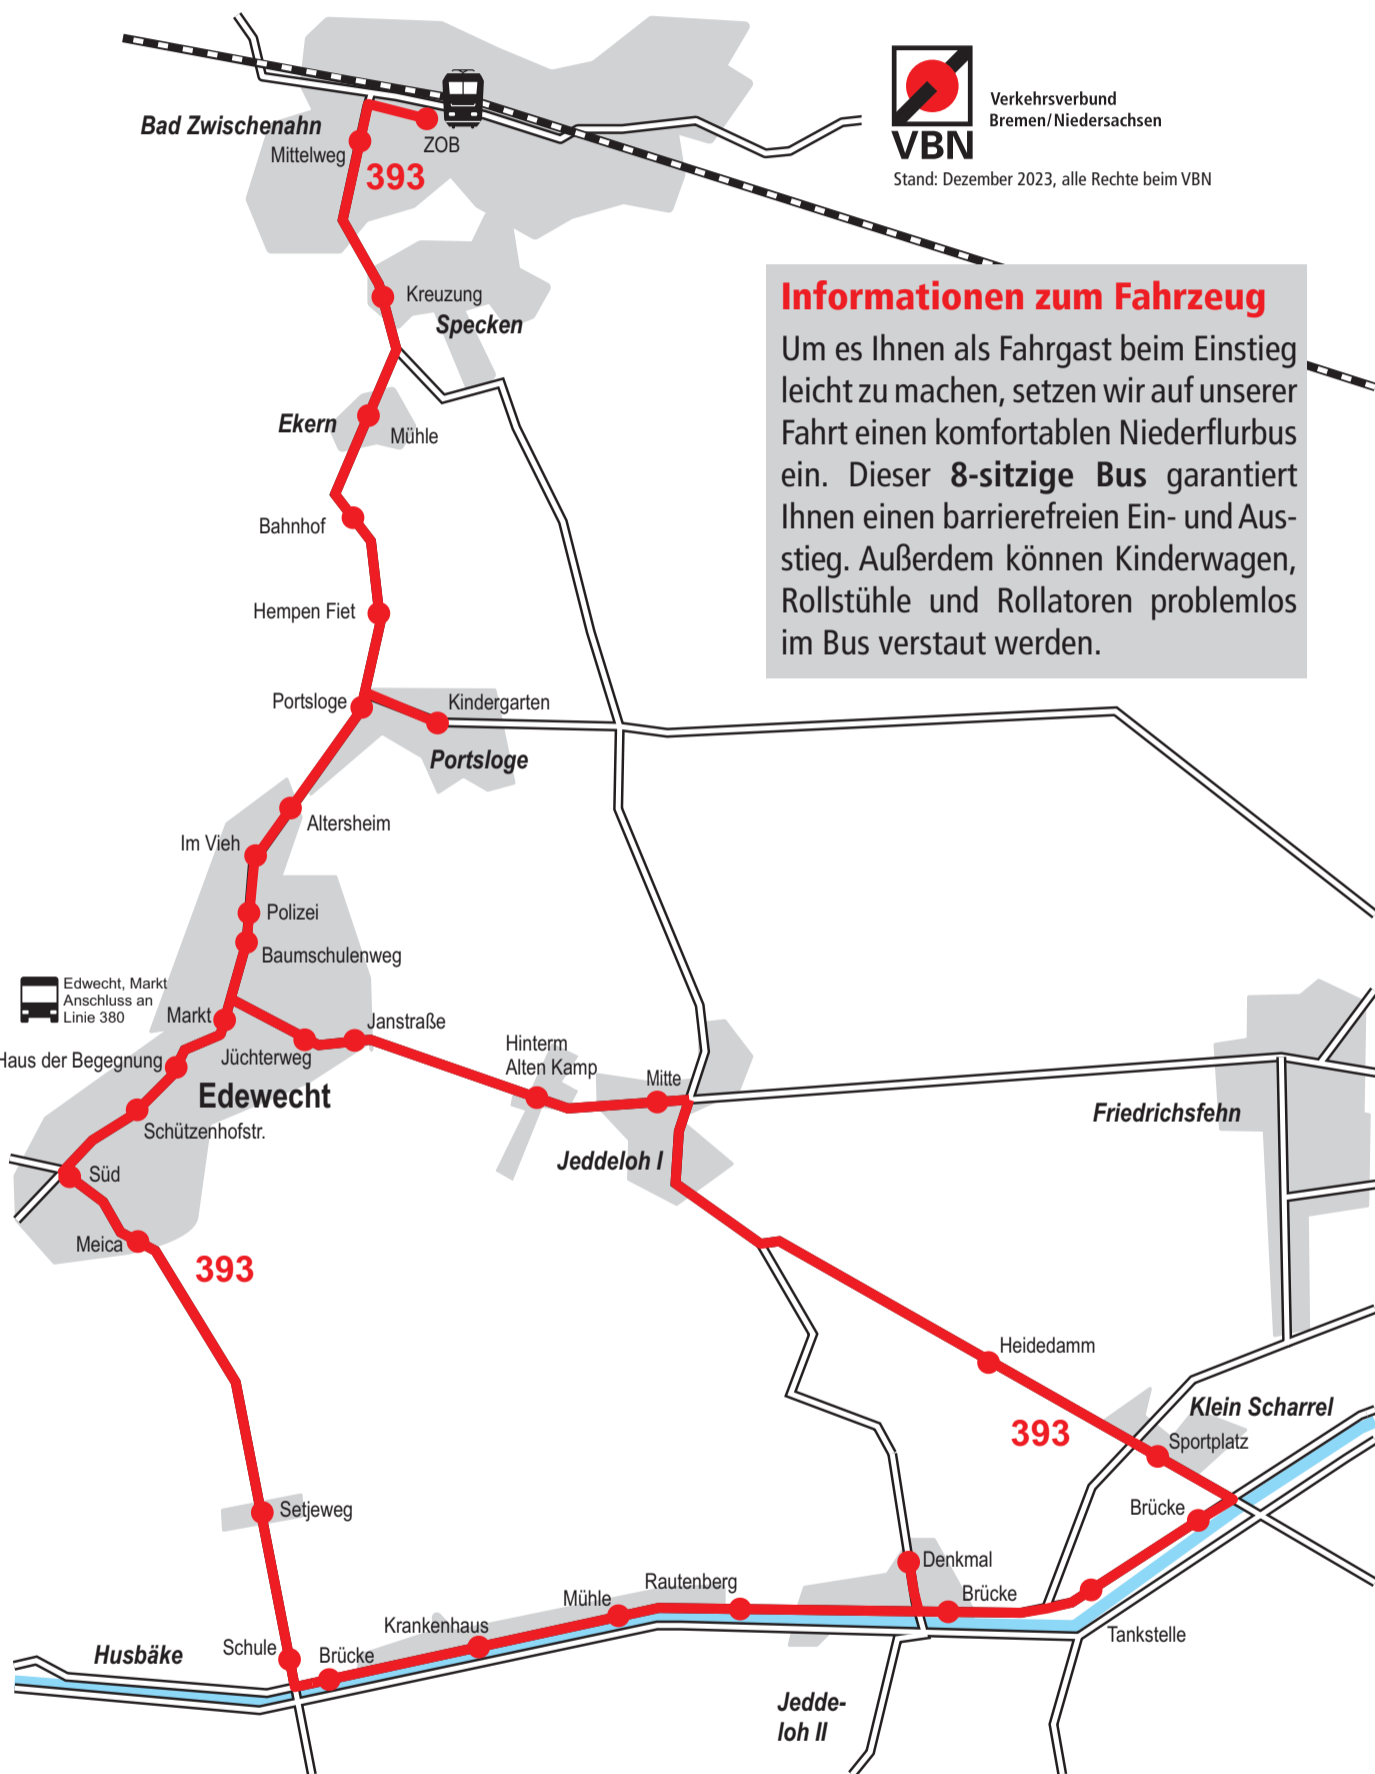 Bad Zwischenahn
Mittelweg
ZOB
393
VBN
Verkehrsverbund
Bremen/Niedersachsen
Stand: Dezember 2023, alle Rechte beim VBN
Informationen zum Fahrzeug
Um es Ihnen als Fahrgast beim Einstieg
leicht zu machen, setzen wir auf unserer
Fahrt einen komfortablen Niederflurbus
ein. Dieser 8-sitzige Bus garantiert
Ihnen einen barrierefreien Ein- und Aus-
stieg. Außerdem können Kinderwagen,
Rollstühle und Rollatoren problemlos
im Bus verstaut werden.
Kreuzung
Specken
Ekern
Mühle
Bahnhof
Hempen Fiet
Portsloge
Kindergarten
Portsloge
Altersheim
Im Vieh
Polizei
Baumschulenweg
Edwecht, Markt
Anschluss an
Linie 380
Markt
Janstraße
Jüchterweg
Haus der Begegnung
Edewecht
Schützenhofstr.
Süd
Meica
393
Hinterm
Alten Kamp
Mitte
Jeddeloh I
Friedrichsfehn
Heidedamm
393
Klein Scharrel
Sportplatz
Brücke
Setjeweg
Denkmal
Brücke
Rautenberg
Mühle
Krankenhaus
Tankstelle
Schule
Brücke
Husbäke
Jedde-
loh II